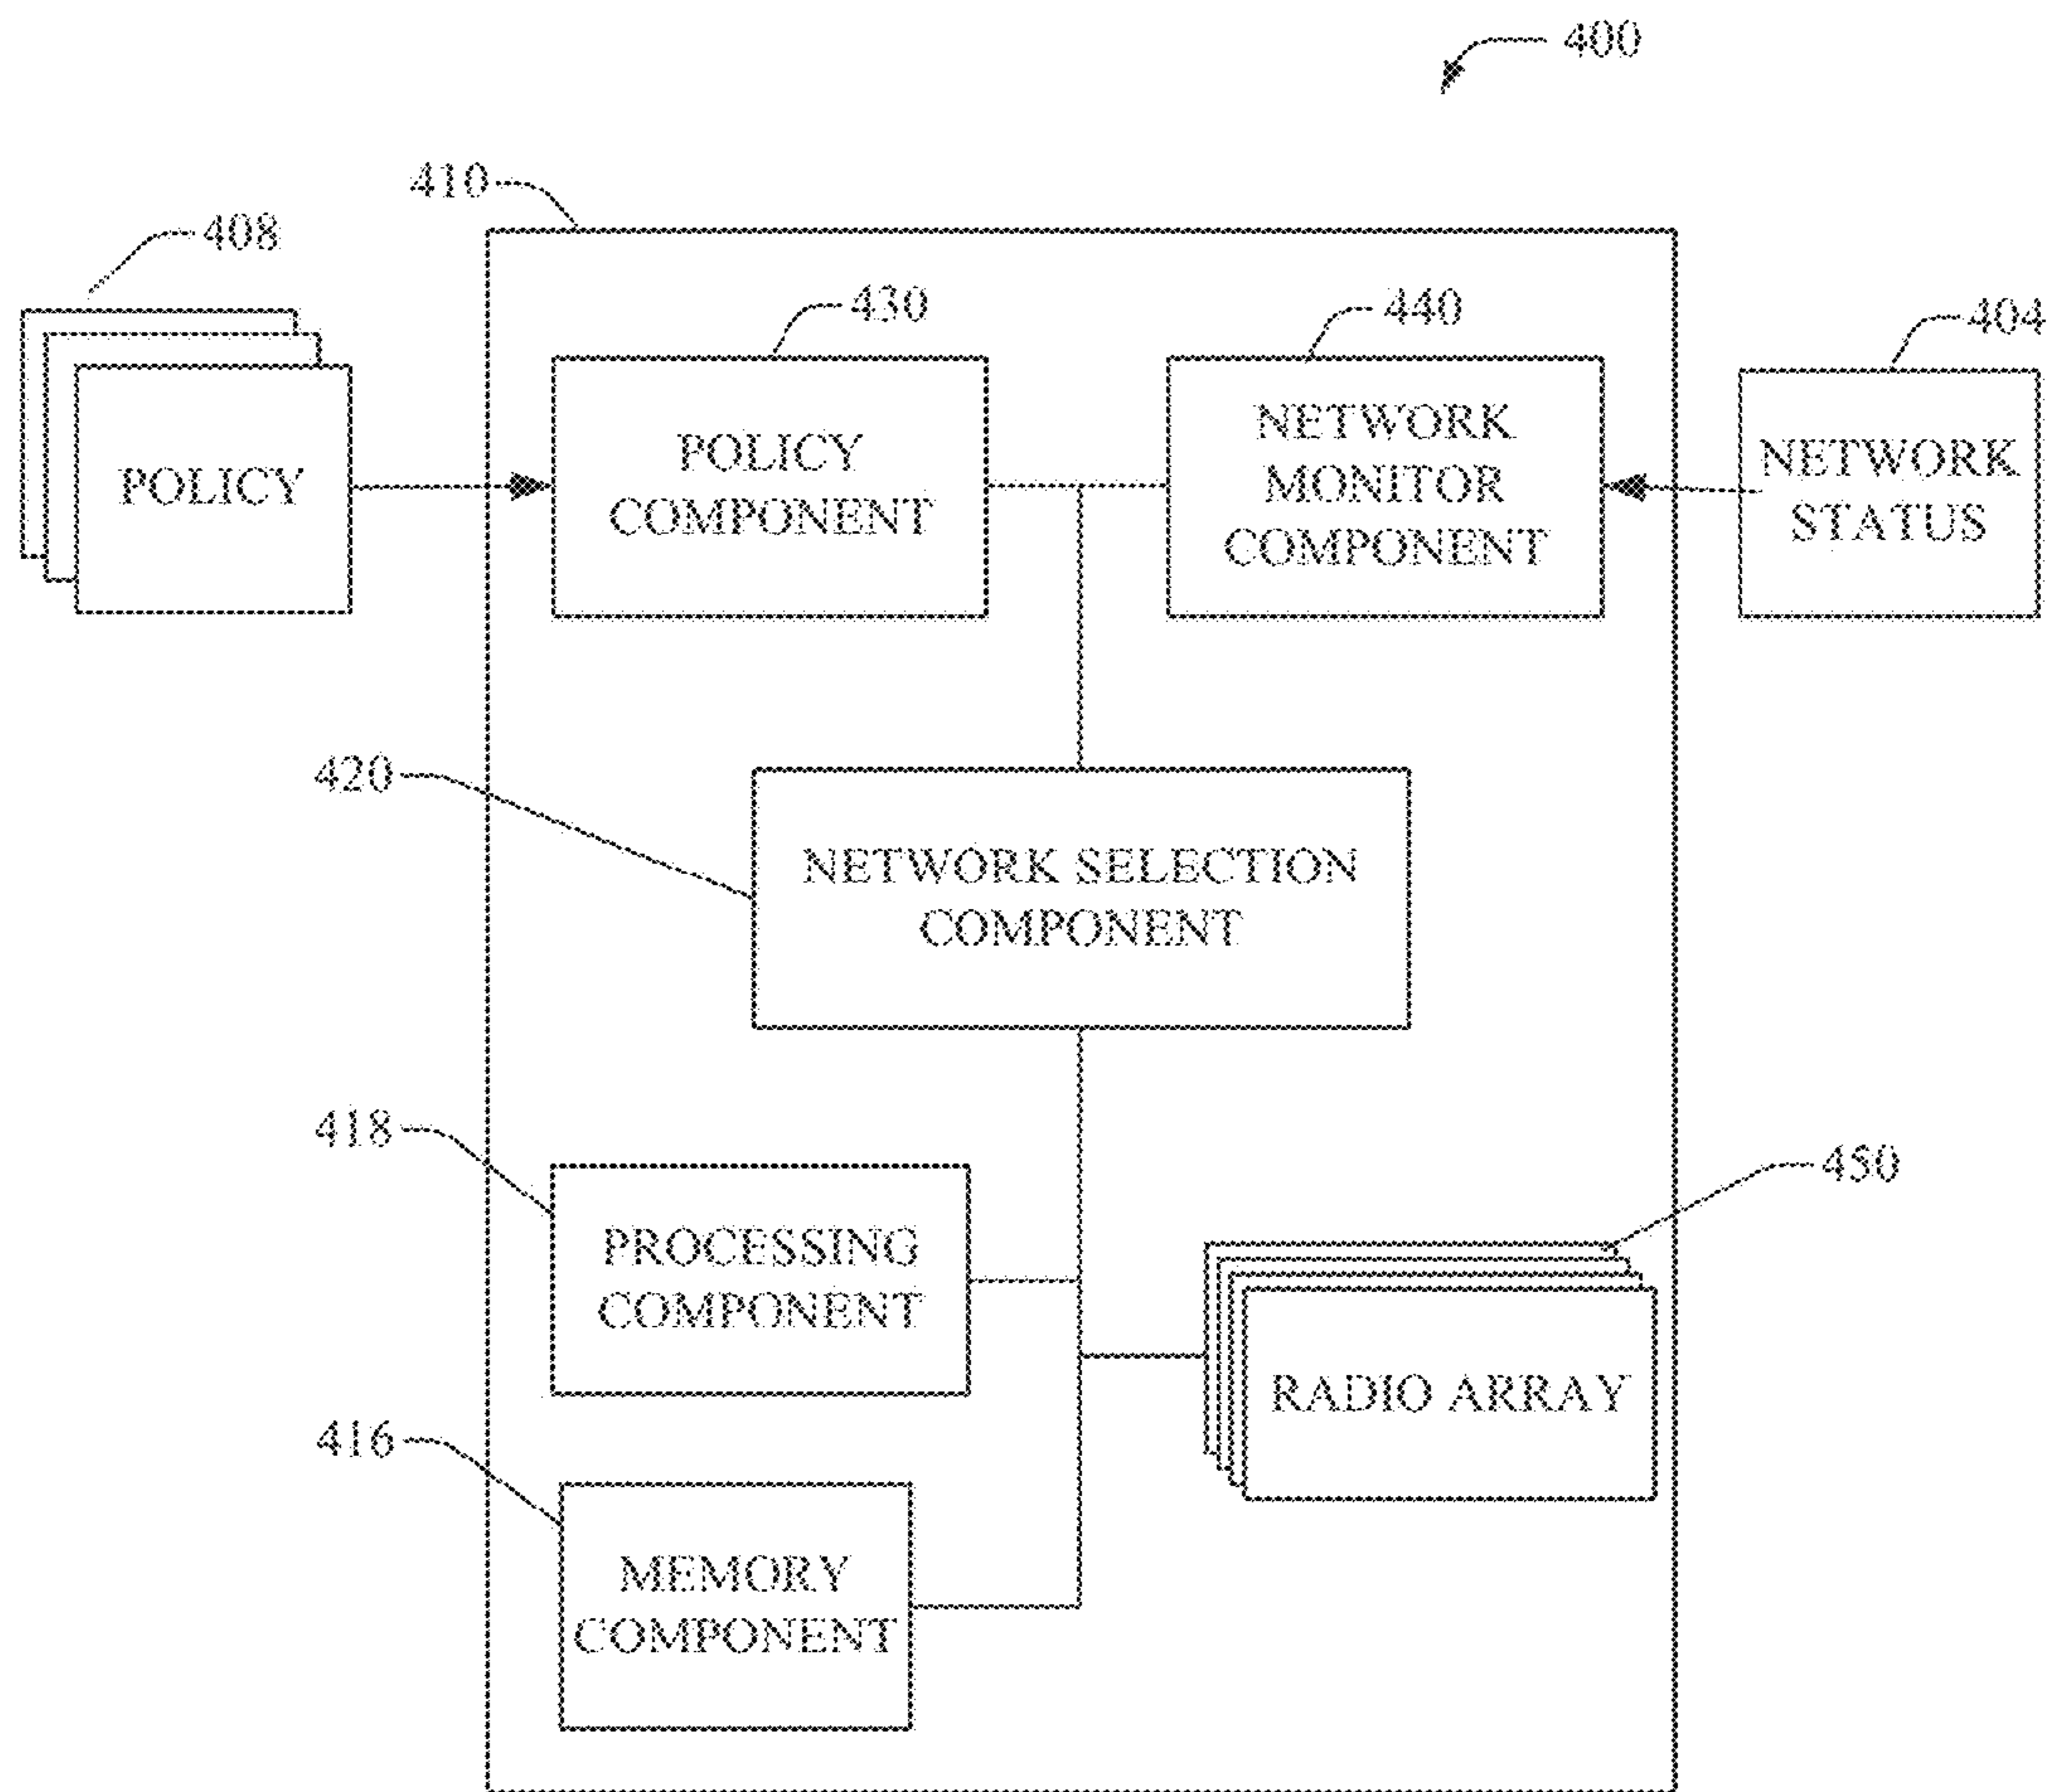 400
410
408
430
440
404
POLICY
POLICY
COMPONENT
NETWORK
MONITOR
COMPONENT
NETWORK
STATUS
420
NETWORK SELECTION
COMPONENT
418
450
PROCESSING
COMPONENT
RADIO ARRAY
416
MEMORY
COMPONENT